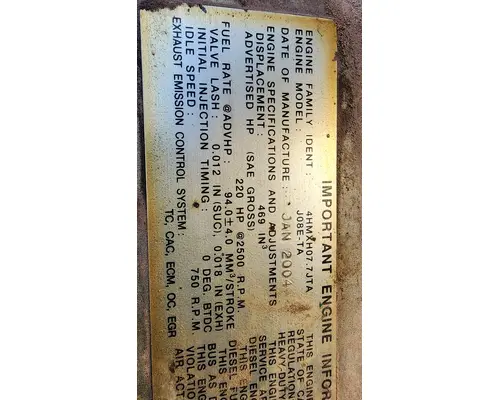 IMPORTANT ENGINE INFOR
ENGINE FAMILY IDENT: 4HMXH07.7JTA
ENGINE MODEL: J08E-TA
DATE OF MANUFACTURE: JAN 2004
ENGINE SPECIFICATIONS AND ADJUSTMENTS
DISPLACEMENT: 469 IN³
ADVERTISED HP (SAE GROSS):
220 HP @2500 R.P.M.
FUEL RATE @ADVHP: 94.0±4.0 MM³/STROKE
VALVE LASH: 0.012 IN (SUC), 0.018 IN (EXH)
INITIAL INJECTION TIMING: 0 DEG. BTDC
IDLE SPEED: 750 R.P.M.
EXHAUST EMISSION CONTROL SYSTEM:
TC, CAC, ECM, OC, EGR
THIS ENGINE
STATE OF CA
REGULATION
HEAVY DUTY
THIS ENGI
SERVICE A
DIESEL EN
THIS ENG
DIESEL FU
THIS EN
BUS AS
THIS ENG
VIOLATION
AIR ACT